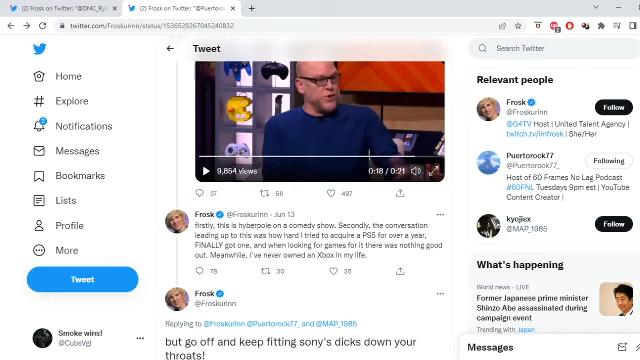 (2) Frosk on Twitter: "@DMC_Ry
(2) Frosk on Twitter: "@Puertoroc
twitter.com/Froskurinn/status/1536528267045240832
Home
Explore
2
Notifications
Messages
Bookmarks
Lists
Profile
More
Tweet
Smoke wins!
@CubsVgl
Tweet
9,854 views
0:18 / 0:21
37
56
497
Frosk @Froskurinn · Jun 13
firstly, this is hyperbole on a comedy show. Secondly, the conversation
leading up to this was how hard I tried to acquire a PS5 for over a year,
FINALLY got one, and when looking for games for it there was nothing good
out. Meanwhile, I've never owned an Xbox in my life.
78
30
35
Frosk
@Froskurinn
Replying to @Froskurinn @Puertorock77_ and @MAP_1985
but go off and keep fitting sony's dicks down your
throats!
Search Twitter
Relevant people
Frosk
@Froskurinn
Follow
@G4TV Host | United Talent Agency |
twitch.tv/imfrosk | She/Her
Puertorock77
@Puertorock77_
Following
Host of 60 Frames No Lag Podcast
#60FNL Tuesdays 9pm est | YouTube
Content Creator |
kyojiex
@MAP_1985
Follow
What's happening
World news · LIVE
Former Japanese prime minister
Shinzo Abe assassinated during
campaign event
Trending with Japan
Messages